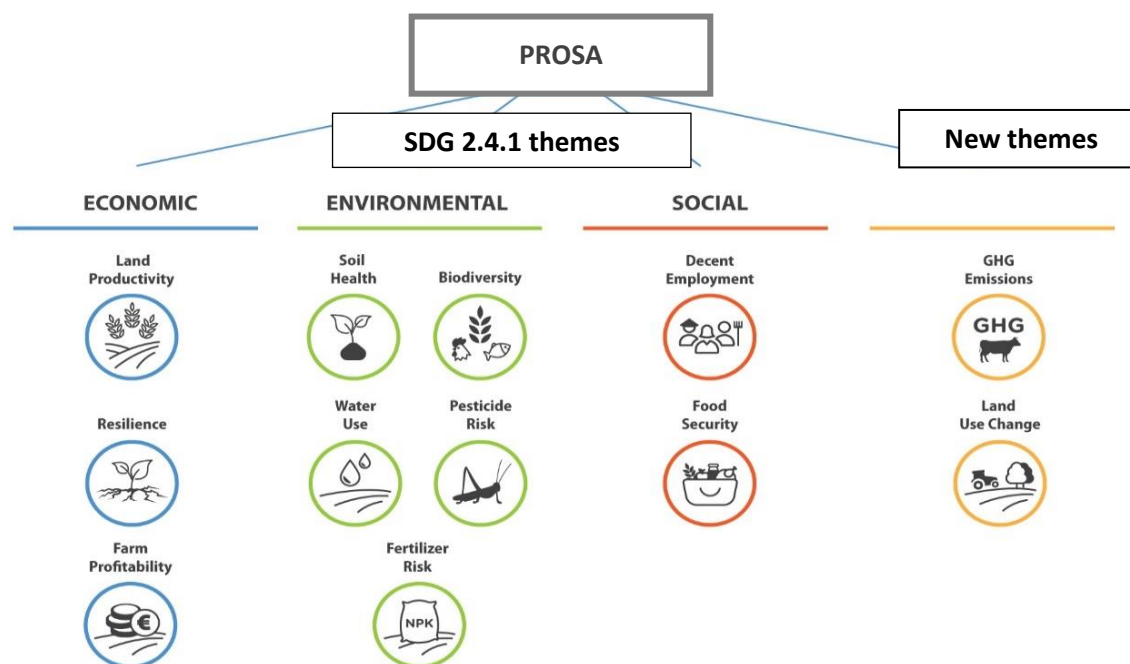 PROSA
SDG 2.4.1 themes
New themes
ECONOMIC
ENVIRONMENTAL
SOCIAL
Land
Productivity
Soil
Health
Biodiversity
Decent
Employment
GHG
Emissions
GHG
Resilience
Water
Use
Pesticide
Risk
Food
Security
Land
Use Change
Farm
Profitability
€
Fertilizer
Risk
NPK